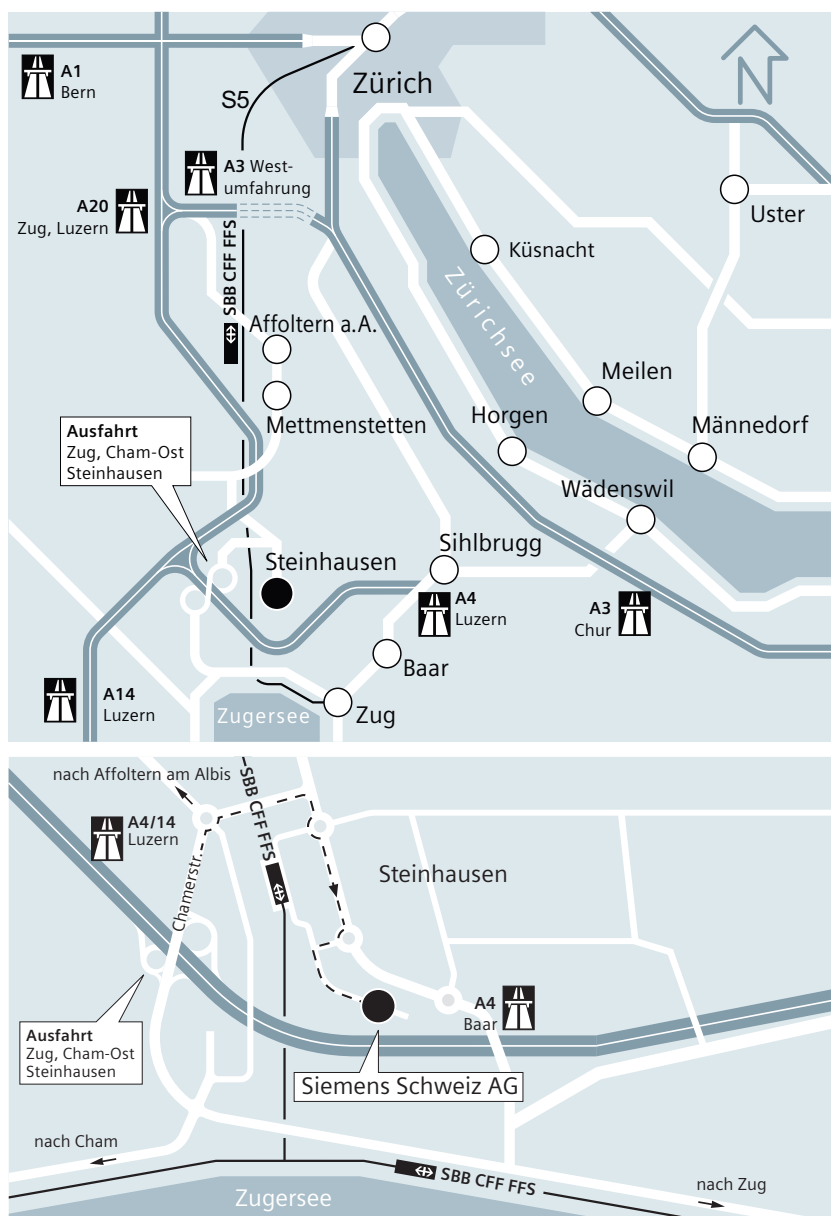 A1
Bern
S5
Zürich
A3 West-
umfahrung
A20
Zug, Luzern
SBB CFF FFS
Uster
Küsnacht
Zürichsee
Affoltern a.A.
Mettmenstetten
Meilen
Horgen
Männedorf
Ausfahrt
Zug, Cham-Ost
Steinhausen
Wädenswil
Steinhausen
Sihlbrugg
A4
Luzern
A3
Chur
Baar
A14
Luzern
Zugersee
Zug
nach Affoltern am Albis
SBB CFF FFS
A4/14
Luzern
Chamerstr.
Steinhausen
A4
Baar
Ausfahrt
Zug, Cham-Ost
Steinhausen
Siemens Schweiz AG
nach Cham
SBB CFF FFS
nach Zug
Zugersee